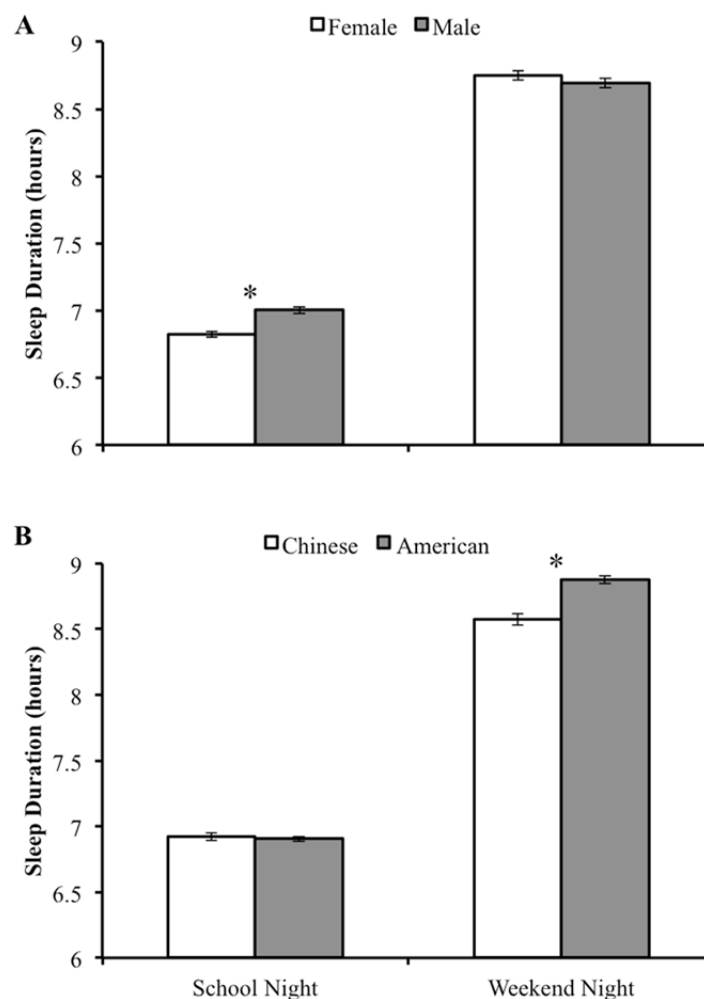 A
Female Male
Sleep Duration (hours)
9
8.5
8
7.5
7
6.5
6
*
B
Chinese American
Sleep Duration (hours)
9
8.5
8
7.5
7
6.5
6
*
School Night Weekend Night